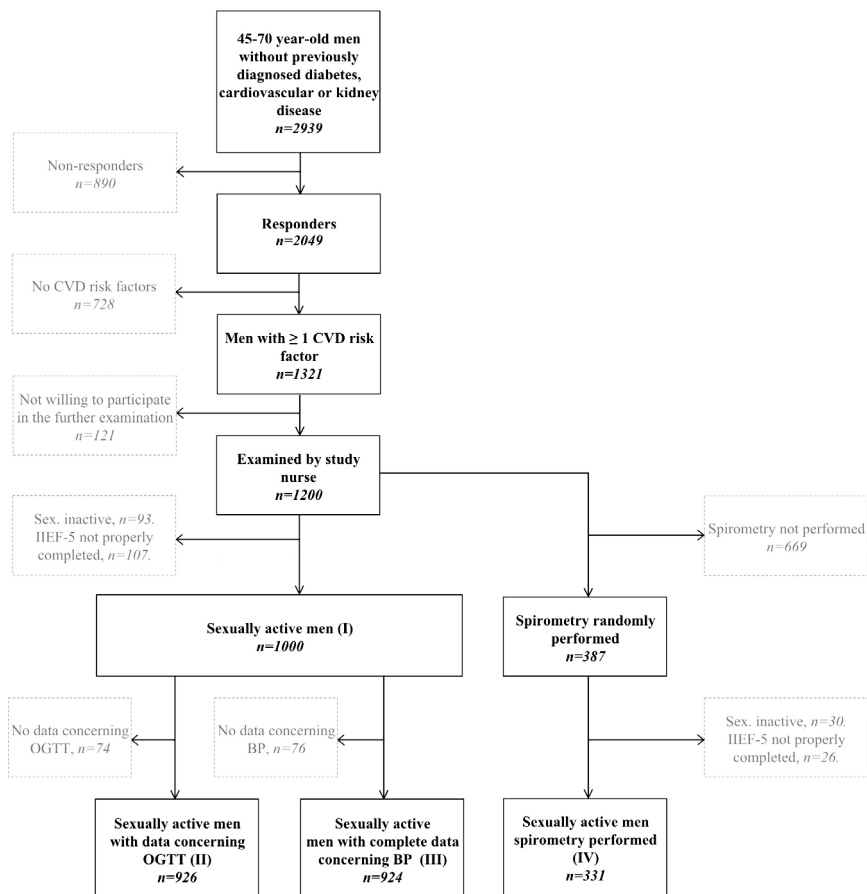 45-70 year-old men
without previously
diagnosed diabetes,
cardiovascular or kidney
disease
n=2939
Non-responders
n=890
Responders
n=2049
No CVD risk factors
n=728
Men with ≥ 1 CVD risk
factor
n=1321
Not willing to participate
in the further examination
n=121
Examined by study
nurse
n=1200
Sex. inactive, n=93.
IIEF-5 not properly
completed, n=107.
Spirometry not performed
n=669
Sexually active men (I)
n=1000
Spirometry randomly
performed
n=387
No data concerning
OGTT, n=74
No data concerning
BP, n=76
Sex. inactive, n=30.
IIEF-5 not properly
completed, n=26.
Sexually active men
with data concerning
OGTT (II)
n=926
Sexually active
men with complete data
concerning BP (III)
n=924
Sexually active men
spirometry performed
(IV)
n=331